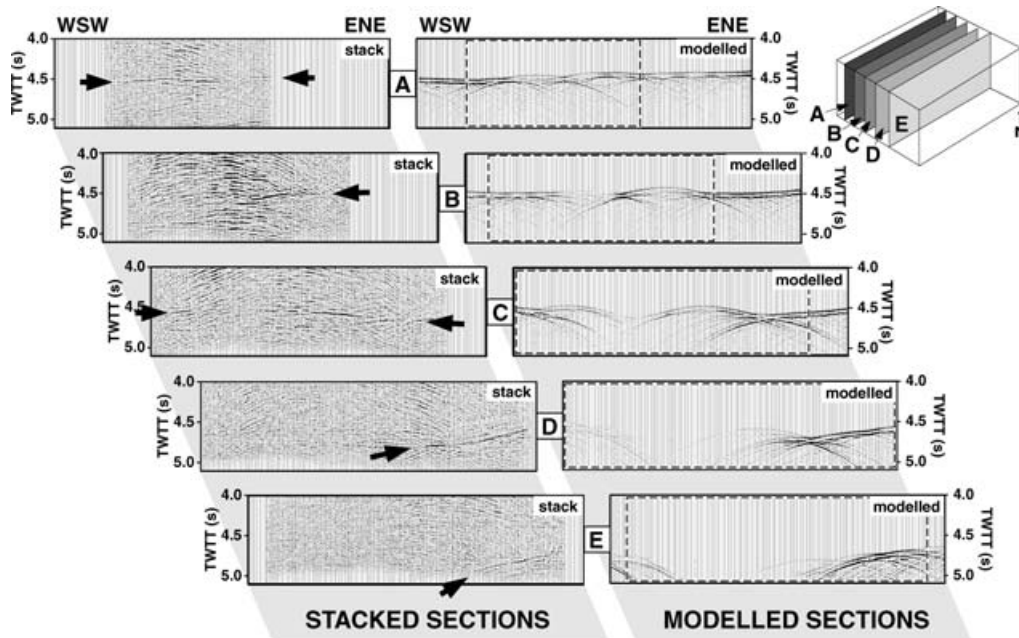 WSW ENE WSW ENE
4.0 stack modelled 4.0
TWTT (s) 4.5 A 4.5 TWTT (s)
5.0 5.0
A B C D E
4.0 stack modelled 4.0
TWTT (s) 4.5 B 4.5 TWTT (s)
5.0 5.0
4.0 stack modelled 4.0
TWTT (s) 4.5 C 4.5 TWTT (s)
5.0 5.0
4.0 stack modelled 4.0
TWTT (s) 4.5 D 4.5 TWTT (s)
5.0 5.0
4.0 stack modelled 4.0
TWTT (s) 4.5 E 4.5 TWTT (s)
5.0 5.0
STACKED SECTIONS MODELLED SECTIONS